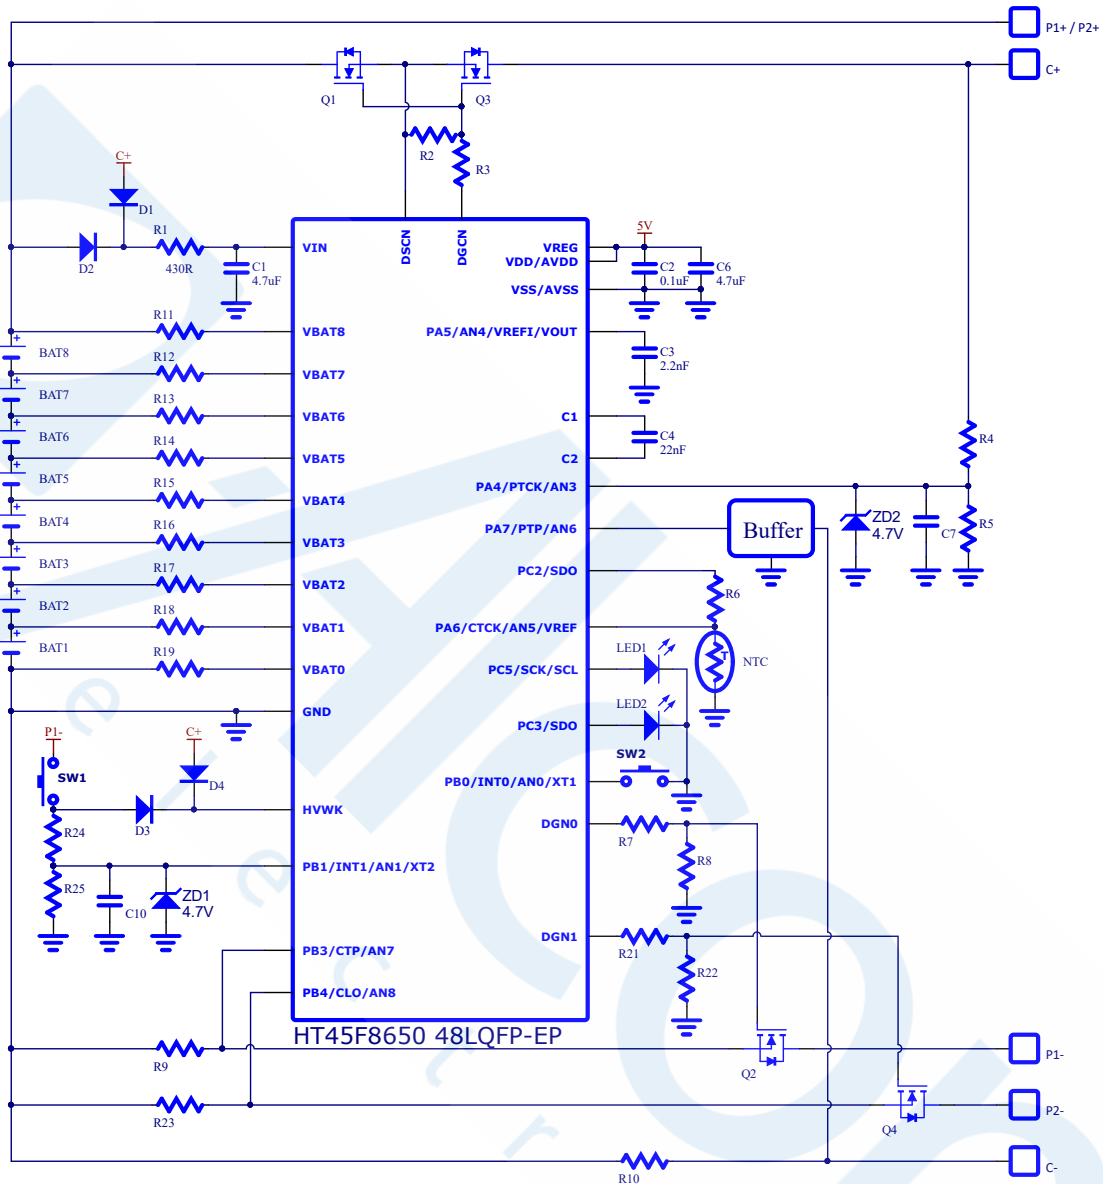 P1+ / P2+
C+
Q1
Q3
R2
R3
C+
D1
D2
R1
430R
C1
4.7uF
VIN
DSCN
DGCN
VREG
VDD/AVDD
VSS/AVSS
5V
C2
0.1uF
C6
4.7uF
R11
VBAT8
PA5/AN4/VREFI/VOUT
C3
2.2nF
+
BAT8
R12
VBAT7
+
BAT7
R13
VBAT6
C1
C4
22nF
+
BAT6
R14
VBAT5
C2
R4
+
BAT5
R15
VBAT4
PA4/PTCK/AN3
+
BAT4
R16
VBAT3
PA7/PTP/AN6
Buffer
ZD2
4.7V
C7
R5
+
BAT3
R17
VBAT2
PC2/SDO
R6
+
BAT2
R18
VBAT1
PA6/CTCK/AN5/VREF
+
BAT1
R19
VBAT0
PC5/SCK/SCL
LED1
T
NTC
GND
PC3/SDO
LED2
P1-
SW1
C+
D4
D3
HVWK
PB0/INT0/AN0/XT1
SW2
R24
DGN0
R7
R8
R25
PB1/INT1/AN1/XT2
C10
ZD1
4.7V
PB3/CTP/AN7
DGN1
R21
R22
PB4/CLO/AN8
HT45F8650 48LQFP-EP
R9
Q2
P1-
R23
Q4
P2-
R10
C-
e
l
e
c
t
r